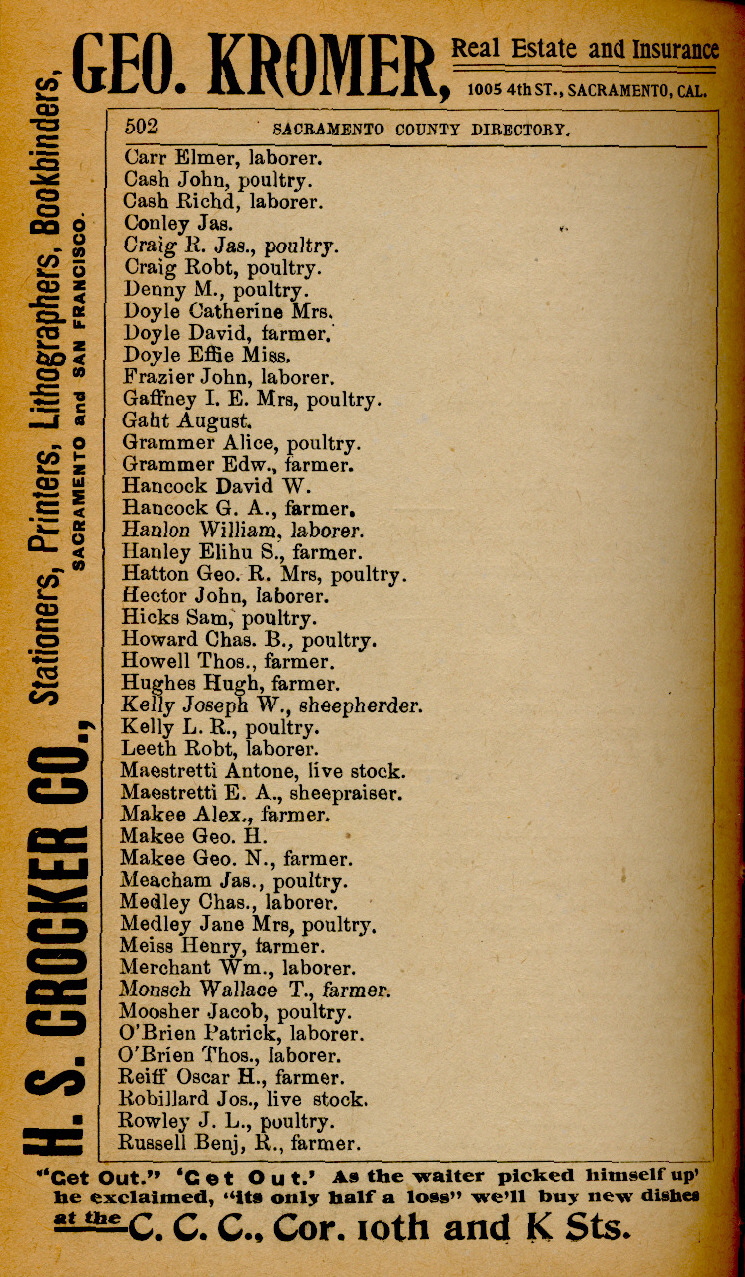 GEO. KROMER, Real Estate and Insurance
1005 4th ST., SACRAMENTO, CAL.
H. S. CROCKER CO., Stationers, Printers, Lithographers, Bookbinders,
SACRAMENTO and SAN FRANCISCO.
502 SACRAMENTO COUNTY DIRECTORY.
Carr Elmer, laborer.
Cash John, poultry.
Cash Richd, laborer.
Conley Jas.
Craig R. Jas., poultry.
Craig Robt, poultry.
Denny M., poultry.
Doyle Catherine Mrs.
Doyle David, farmer.
Doyle Effie Miss.
Frazier John, laborer.
Gaffney I. E. Mrs, poultry.
Gaht August.
Grammer Alice, poultry.
Grammer Edw., farmer.
Hancock David W.
Hancock G. A., farmer.
Hanlon William, laborer.
Hanley Elihu S., farmer.
Hatton Geo. R. Mrs, poultry.
Hector John, laborer.
Hicks Sam, poultry.
Howard Chas. B., poultry.
Howell Thos., farmer.
Hughes Hugh, farmer.
Kelly Joseph W., sheepherder.
Kelly L. R., poultry.
Leeth Robt, laborer.
Maestretti Antone, live stock.
Maestretti E. A., sheepraiser.
Makee Alex., farmer.
Makee Geo. H.
Makee Geo. N., farmer.
Meacham Jas., poultry.
Medley Chas., laborer.
Medley Jane Mrs, poultry.
Meiss Henry, farmer.
Merchant Wm., laborer.
Monsch Wallace T., farmer.
Moosher Jacob, poultry.
O'Brien Patrick, laborer.
O'Brien Thos., laborer.
Reiff Oscar H., farmer.
Robillard Jos., live stock.
Rowley J. L., poultry.
Russell Benj, R., farmer.
"Get Out." 'Get Out.' As the waiter picked himself up'
he exclaimed, "its only half a loss" we'll buy new dishes
at the C. C. C., Cor. 10th and K Sts.